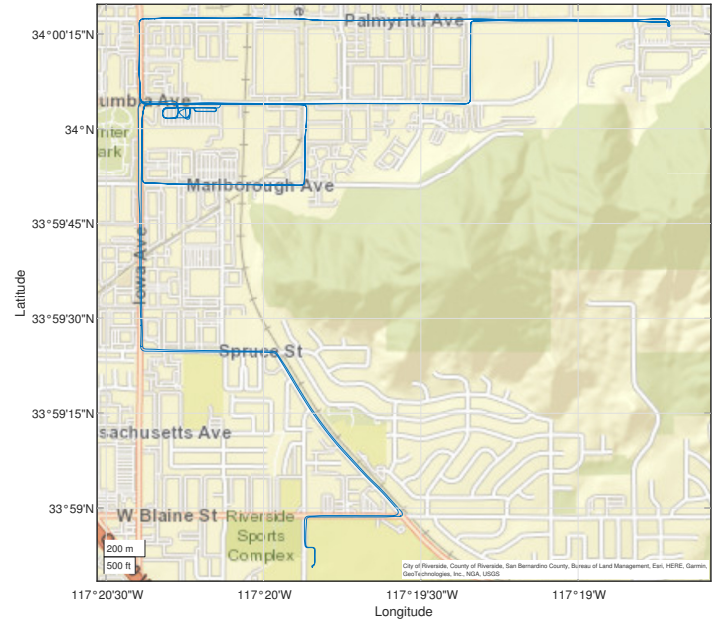 Palmyrita Ave
34°00'15"N
umbia Ave
34°N
nter
ark
Marlborough Ave
33°59'45"N
Iowa Ave
Latitude
33°59'30"N
Spruce St
33°59'15"N
sachusetts Ave
33°59'N
W Blaine St
Riverside
Sports
Complex
200 m
500 ft
City of Riverside, County of Riverside, San Bernardino County, Bureau of Land Management, Esri, HERE, Garmin,
GeoTechnologies, Inc., NGA, USGS
117°20'30"W
117°20'W
117°19'30"W
117°19'W
Longitude